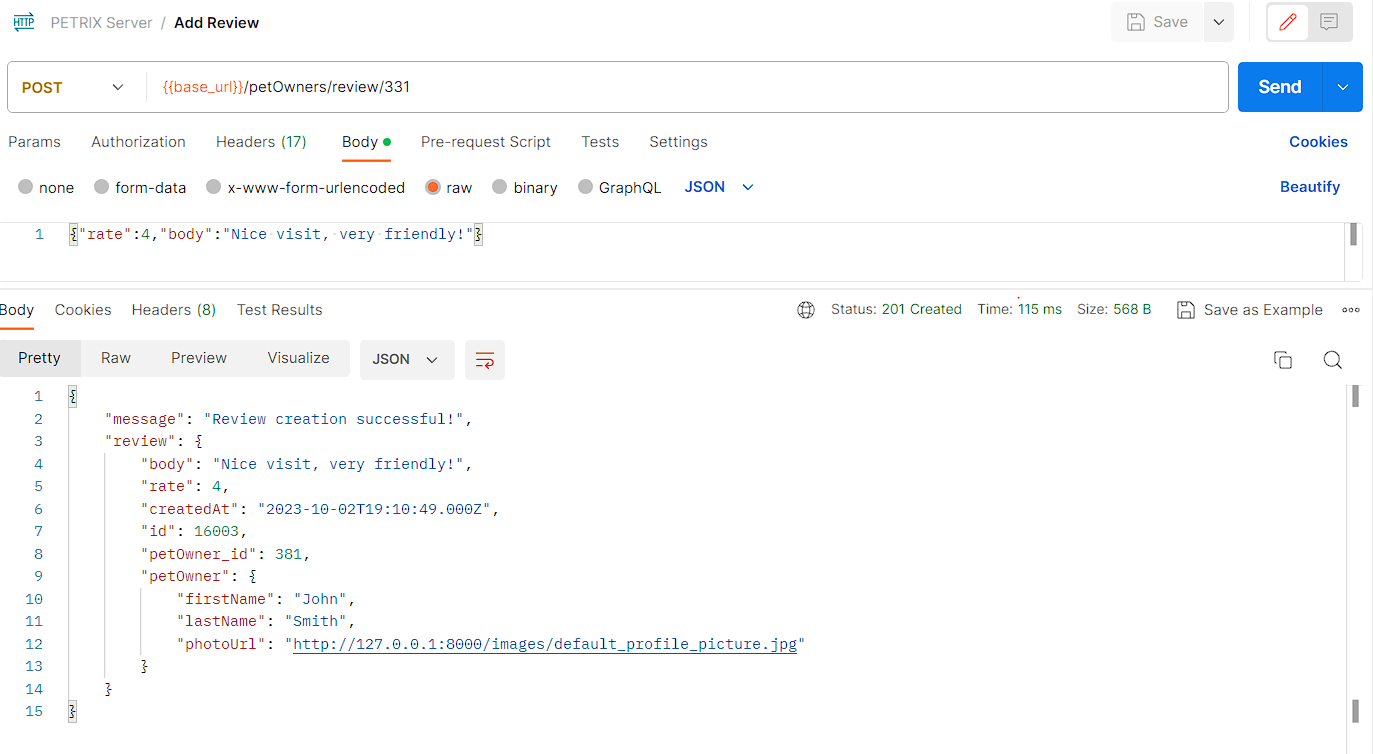 HTTP PETRIX Server / Add Review Save
POST {{base_url}}/petOwners/review/331 Send
Params Authorization Headers (17) Body Pre-request Script Tests Settings Cookies
none form-data x-www-form-urlencoded raw binary GraphQL JSON Beautify
1 {"rate":4,"body":"Nice visit, very friendly!"}
Body Cookies Headers (8) Test Results Status: 201 Created Time: 115 ms Size: 568 B Save as Example
Pretty Raw Preview Visualize JSON
1 {
2 "message": "Review creation successful!",
3 "review": {
4 "body": "Nice visit, very friendly!",
5 "rate": 4,
6 "createdAt": "2023-10-02T19:10:49.000Z",
7 "id": 16003,
8 "petOwner_id": 381,
9 "petOwner": {
10 "firstName": "John",
11 "lastName": "Smith",
12 "photoUrl": "http://127.0.0.1:8000/images/default_profile_picture.jpg"
13 }
14 }
15 }